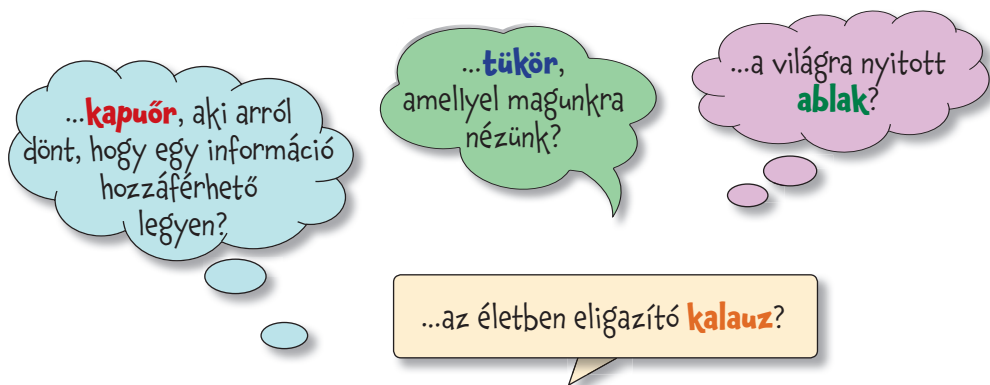 ...kapuőr, aki arról
dönt, hogy egy információ
hozzáférhető
legyen?
...tükör,
amellyel magunkra
nézünk?
...a világra nyitott
ablak?
...az életben eligazító kalauz?